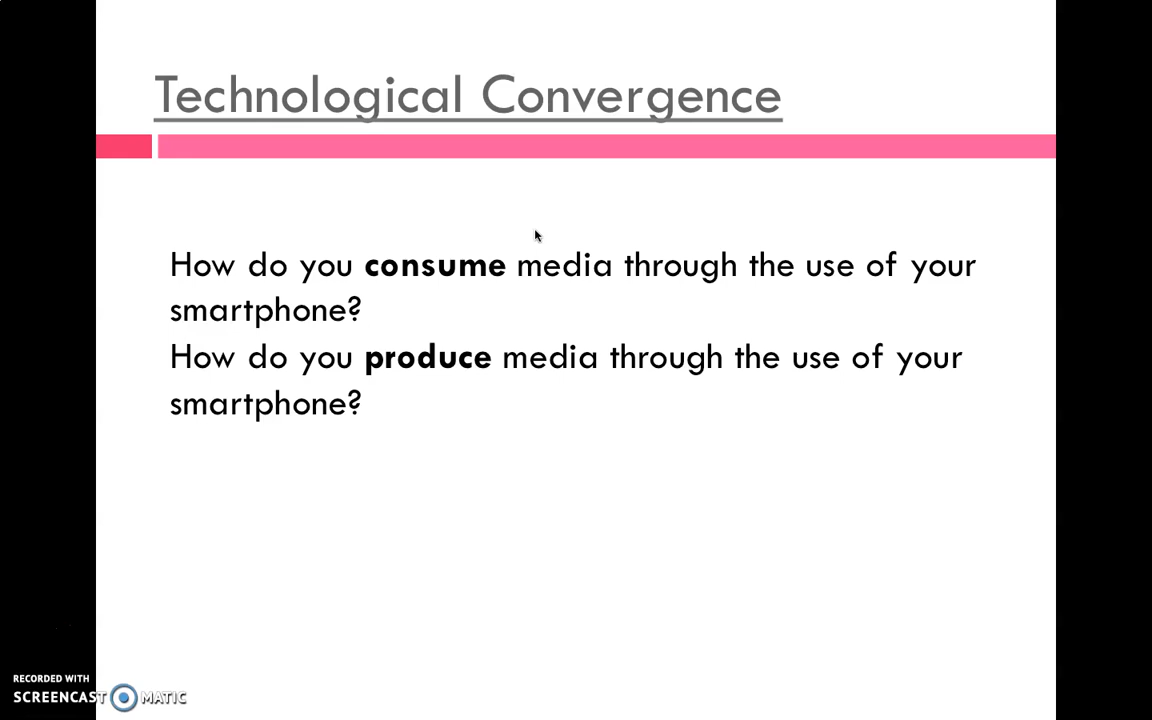 Technological Convergence
How do you consume media through the use of your
smartphone?
How do you produce media through the use of your
smartphone?
RECORDED WITH
SCREENCAST MATIC